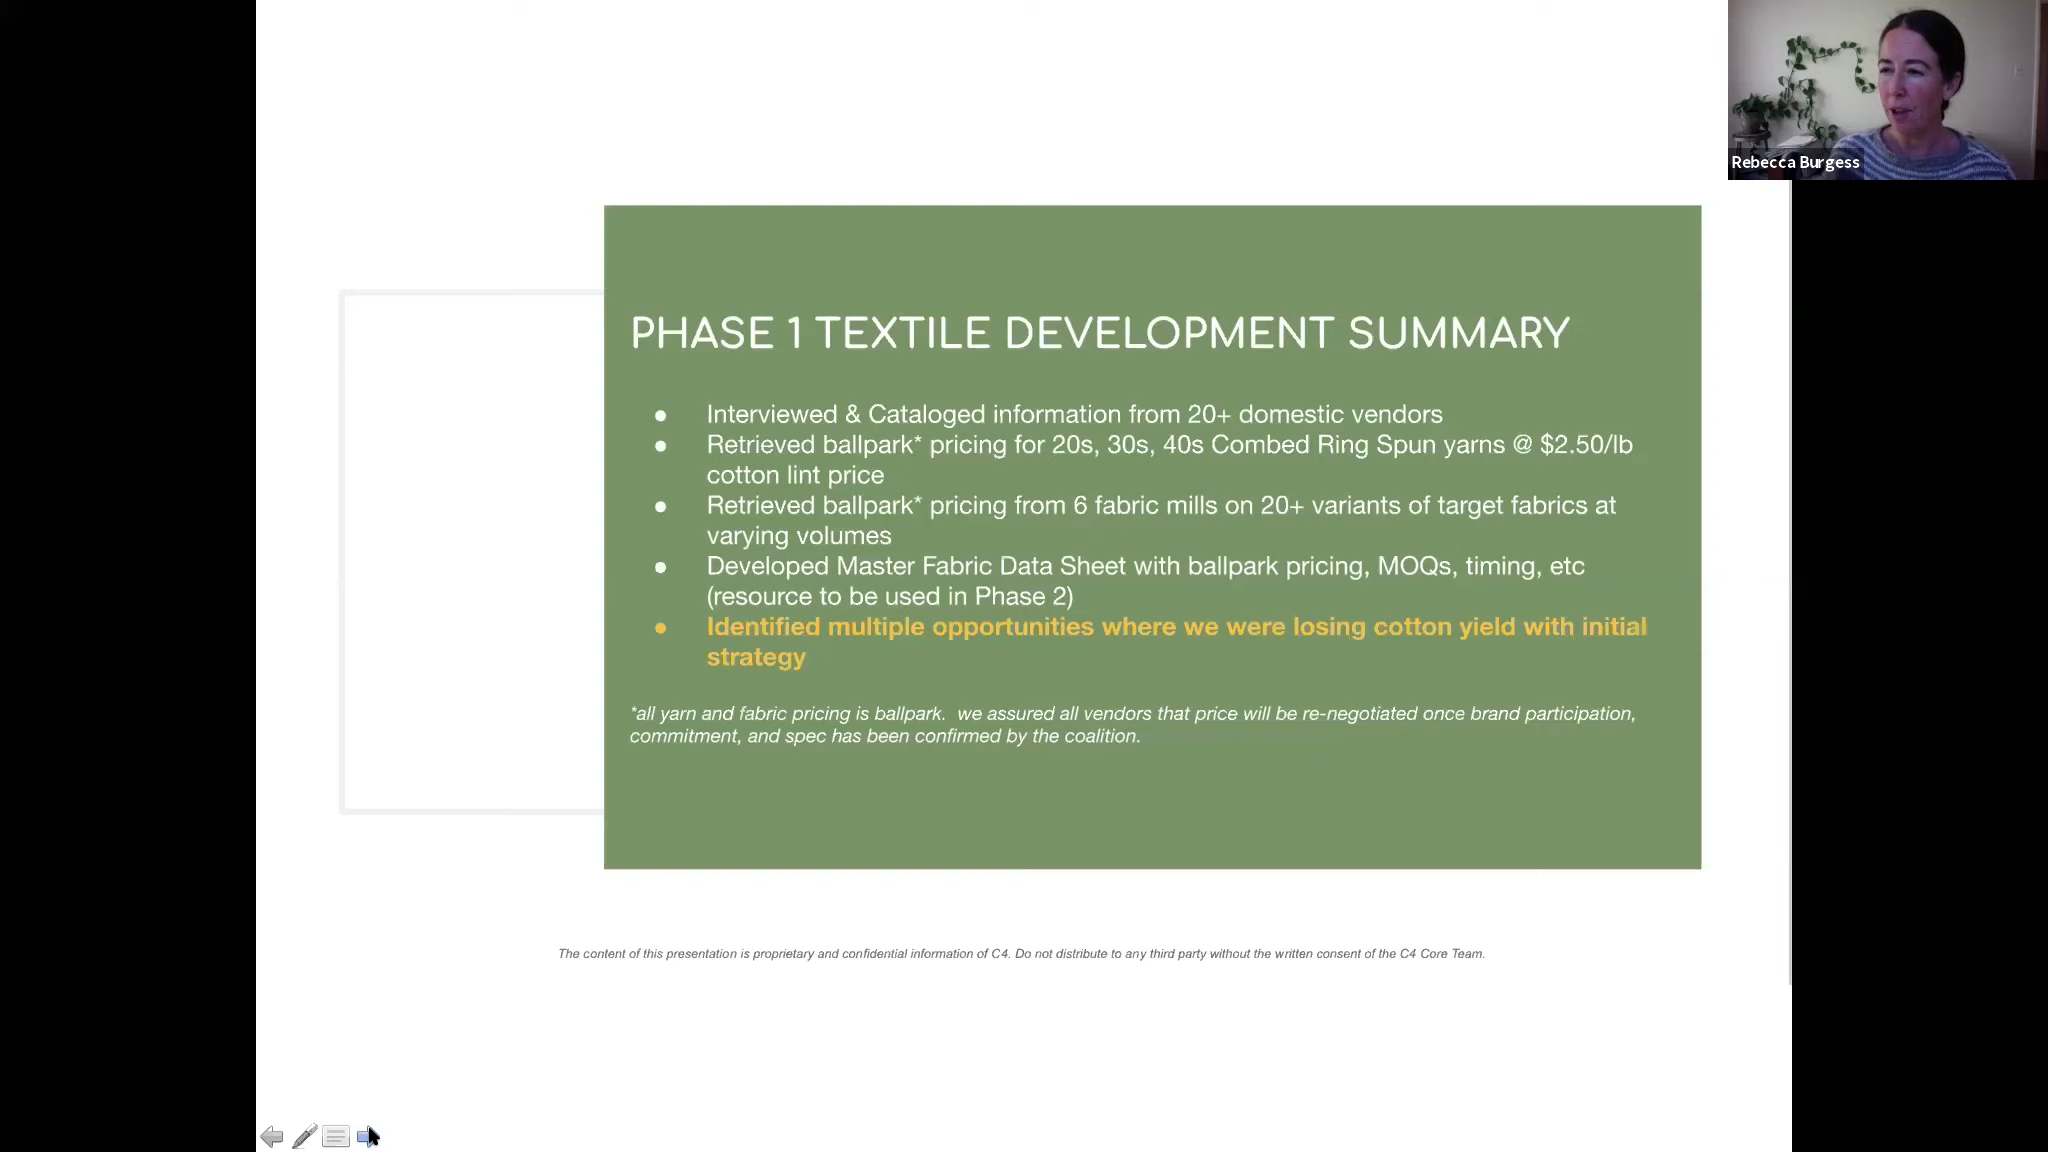 Rebecca Burgess
PHASE 1 TEXTILE DEVELOPMENT SUMMARY
● Interviewed & Cataloged information from 20+ domestic vendors
● Retrieved ballpark* pricing for 20s, 30s, 40s Combed Ring Spun yarns @ $2.50/lb
cotton lint price
● Retrieved ballpark* pricing from 6 fabric mills on 20+ variants of target fabrics at
varying volumes
● Developed Master Fabric Data Sheet with ballpark pricing, MOQs, timing, etc
(resource to be used in Phase 2)
● Identified multiple opportunities where we were losing cotton yield with initial
strategy
*all yarn and fabric pricing is ballpark.  we assured all vendors that price will be re-negotiated once brand participation,
commitment, and spec has been confirmed by the coalition.
The content of this presentation is proprietary and confidential information of C4. Do not distribute to any third party without the written consent of the C4 Core Team.